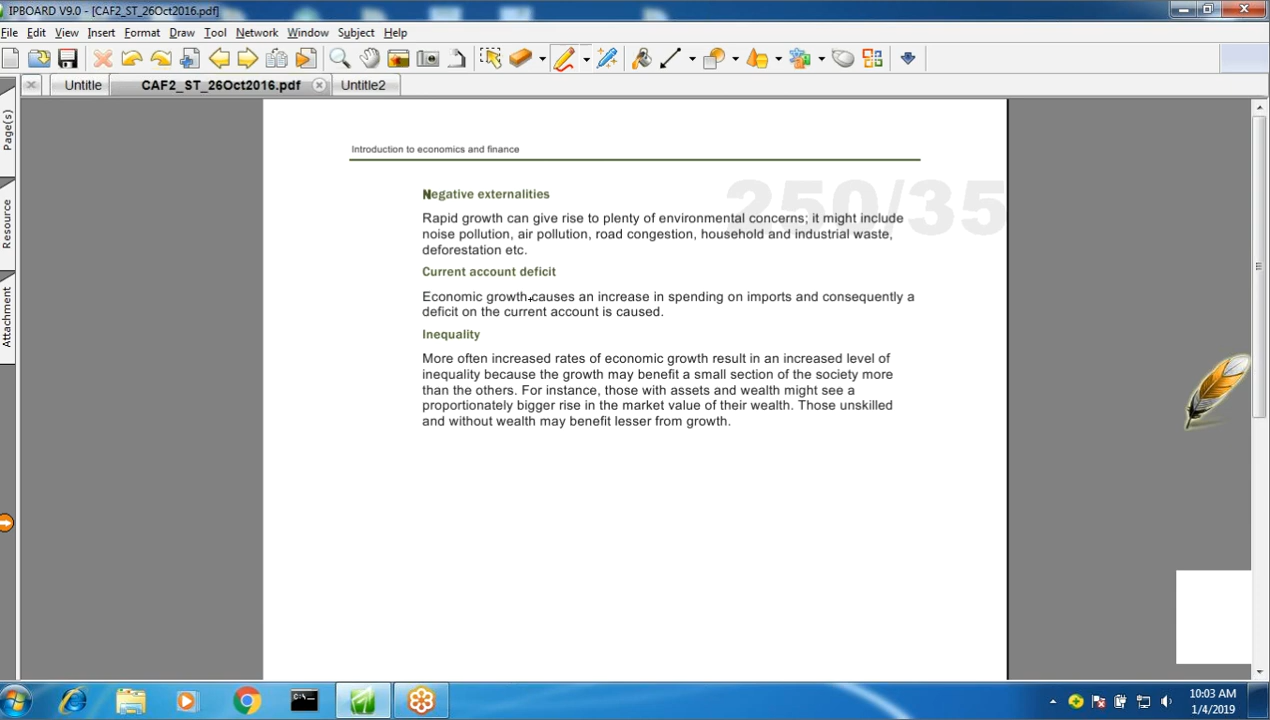 IPBOARD V9.0 - [CAF2_ST_26Oct2016.pdf]
File Edit View Insert Format Draw Tool Network Window Subject Help
Untitle CAF2_ST_26Oct2016.pdf Untitle2
Page(s)
Resource
Attachment
Introduction to economics and finance
250/35
Negative externalities
Rapid growth can give rise to plenty of environmental concerns; it might include
noise pollution, air pollution, road congestion, household and industrial waste,
deforestation etc.
Current account deficit
Economic growth causes an increase in spending on imports and consequently a
deficit on the current account is caused.
Inequality
More often increased rates of economic growth result in an increased level of
inequality because the growth may benefit a small section of the society more
than the others. For instance, those with assets and wealth might see a
proportionately bigger rise in the market value of their wealth. Those unskilled
and without wealth may benefit lesser from growth.
10:03 AM
1/4/2019